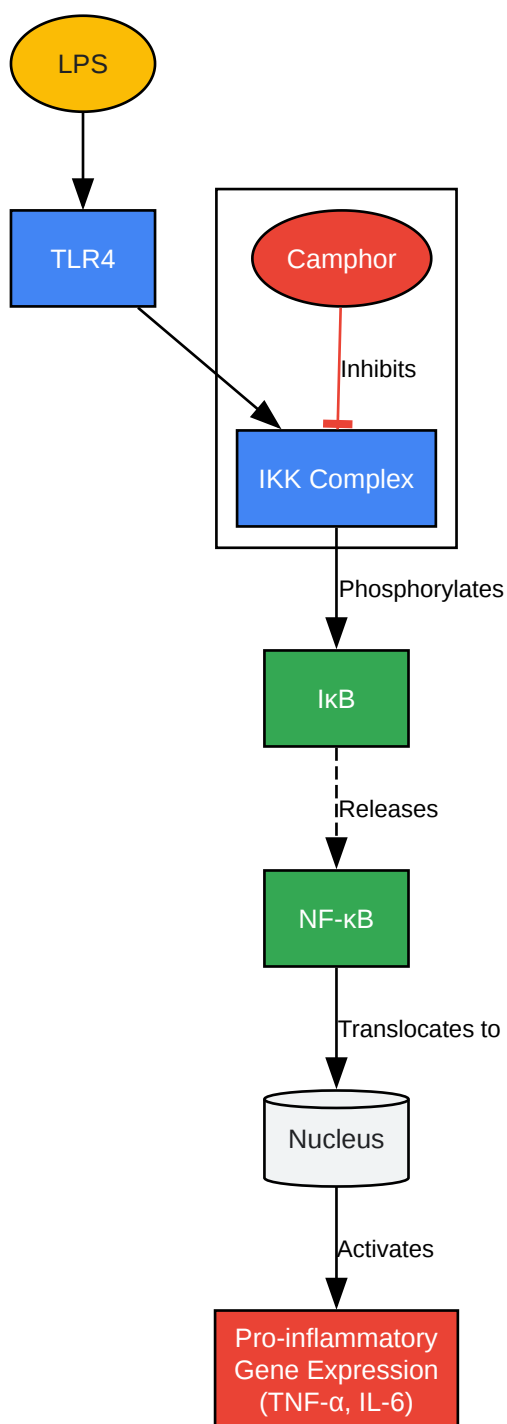 LPS
TLR4
Camphor
Inhibits
IKK Complex
Phosphorylates
IκB
Releases
NF-κB
Translocates to
Nucleus
Activates
Pro-inflammatory
Gene Expression
(TNF-α, IL-6)